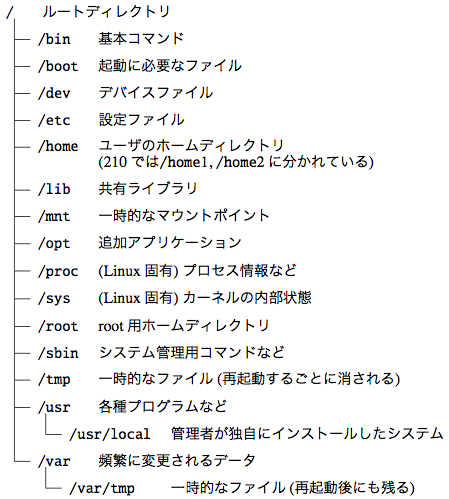 / ルートディレクトリ
/bin 基本コマンド
/boot 起動に必要なファイル
/dev デバイスファイル
/etc 設定ファイル
/home ユーザのホームディレクトリ
(210 では/home1, /home2 に分かれている)
/lib 共有ライブラリ
/mnt 一時的なマウントポイント
/opt 追加アプリケーション
/proc (Linux 固有) プロセス情報など
/sys (Linux 固有) カーネルの内部状態
/root root 用ホームディレクトリ
/sbin システム管理用コマンドなど
/tmp 一時的なファイル (再起動するごとに消される)
/usr 各種プログラムなど
/usr/local 管理者が独自にインストールしたシステム
/var 頻繁に変更されるデータ
/var/tmp 一時的なファイル (再起動後にも残る)